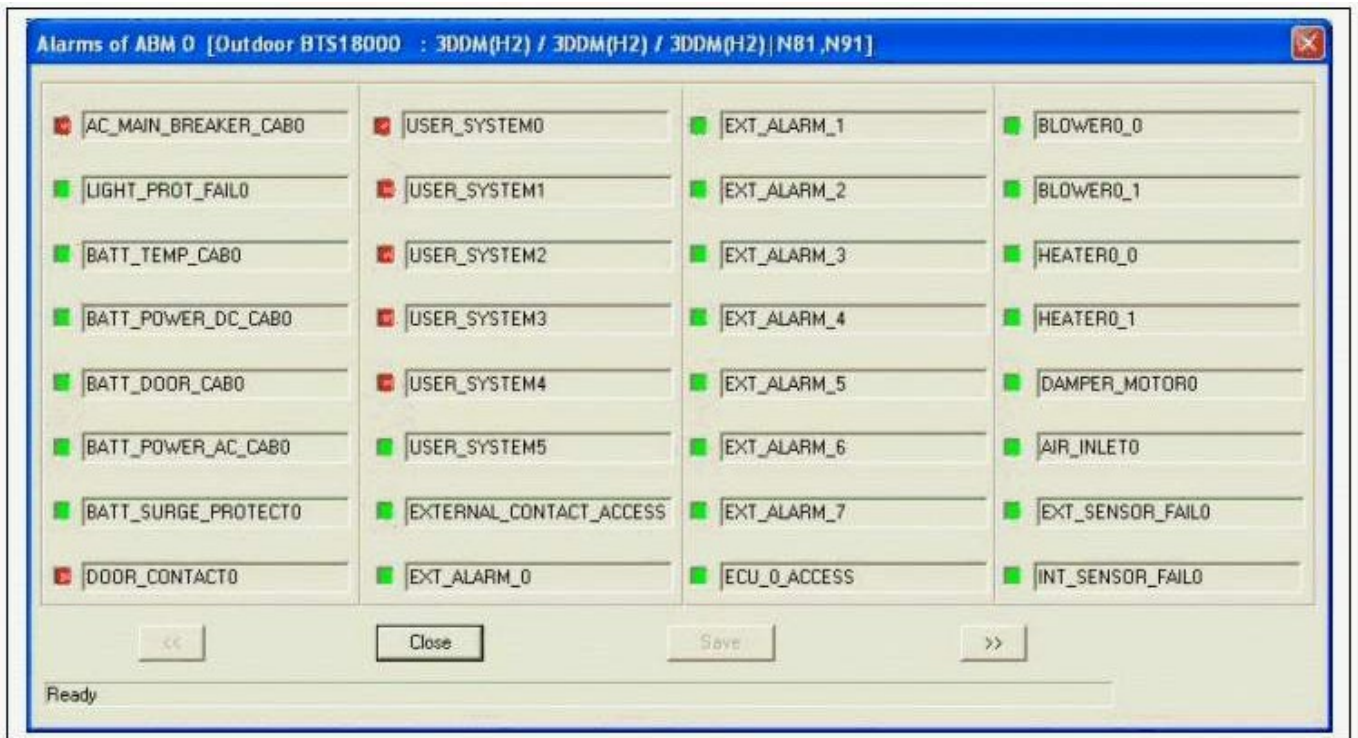 Alarms of ABM 0 [Outdoor BTS18000 : 3DDM(H2) / 3DDM(H2) / 3DDM(H2)|N81,N91]
AC_MAIN_BREAKER_CAB0 USER_SYSTEM0 EXT_ALARM_1 BLOWER0_0
LIGHT_PROT_FAIL0 USER_SYSTEM1 EXT_ALARM_2 BLOWER0_1
BATT_TEMP_CAB0 USER_SYSTEM2 EXT_ALARM_3 HEATER0_0
BATT_POWER_DC_CAB0 USER_SYSTEM3 EXT_ALARM_4 HEATER0_1
BATT_DOOR_CAB0 USER_SYSTEM4 EXT_ALARM_5 DAMPER_MOTOR0
BATT_POWER_AC_CAB0 USER_SYSTEM5 EXT_ALARM_6 AIR_INLET0
BATT_SURGE_PROTECT0 EXTERNAL_CONTACT_ACCESS EXT_ALARM_7 EXT_SENSOR_FAIL0
DOOR_CONTACT0 EXT_ALARM_0 ECU_0_ACCESS INT_SENSOR_FAIL0
<< Close Save >>
Ready